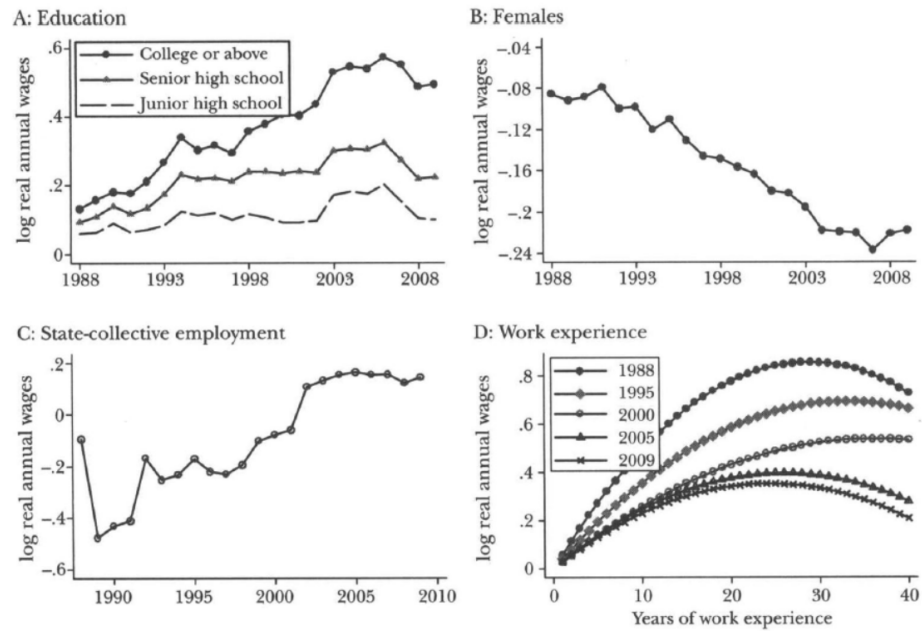 A: Education
log real annual wages
.6
.4
.2
0
College or above
Senior high school
Junior high school
1988 1993 1998 2003 2008
B: Females
log real annual wages
-.04
-.08
-.12
-.16
-.2
-.24
1988 1993 1998 2003 2008
C: State-collective employment
log real annual wages
.2
0
-.2
-.4
-.6
1990 1995 2000 2005 2010
D: Work experience
log real annual wages
.8
.6
.4
.2
0
1988
1995
2000
2005
2009
0 10 20 30 40
Years of work experience